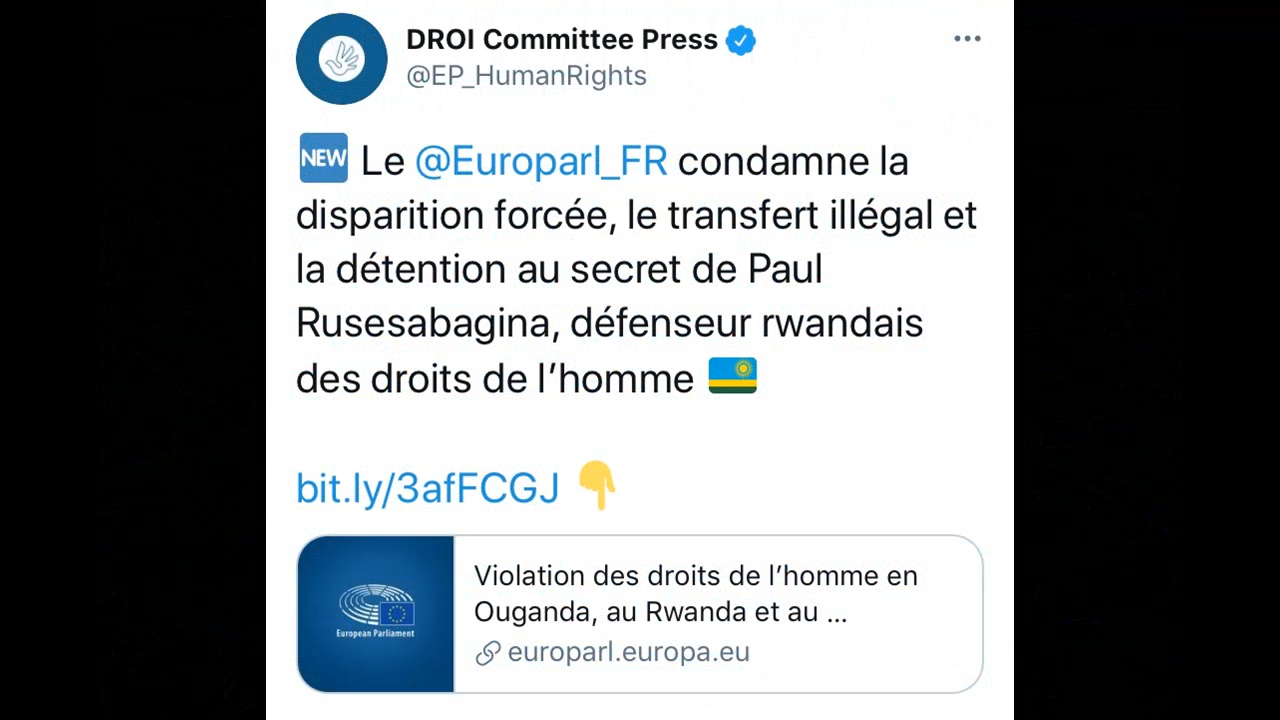 DROI Committee Press
@EP_HumanRights
NEW Le @Europarl_FR condamne la
disparition forcée, le transfert illégal et
la détention au secret de Paul
Rusesabagina, défenseur rwandais
des droits de l’homme
bit.ly/3afFCGJ
European Parliament
Violation des droits de l’homme en
Ouganda, au Rwanda et au ...
europarl.europa.eu